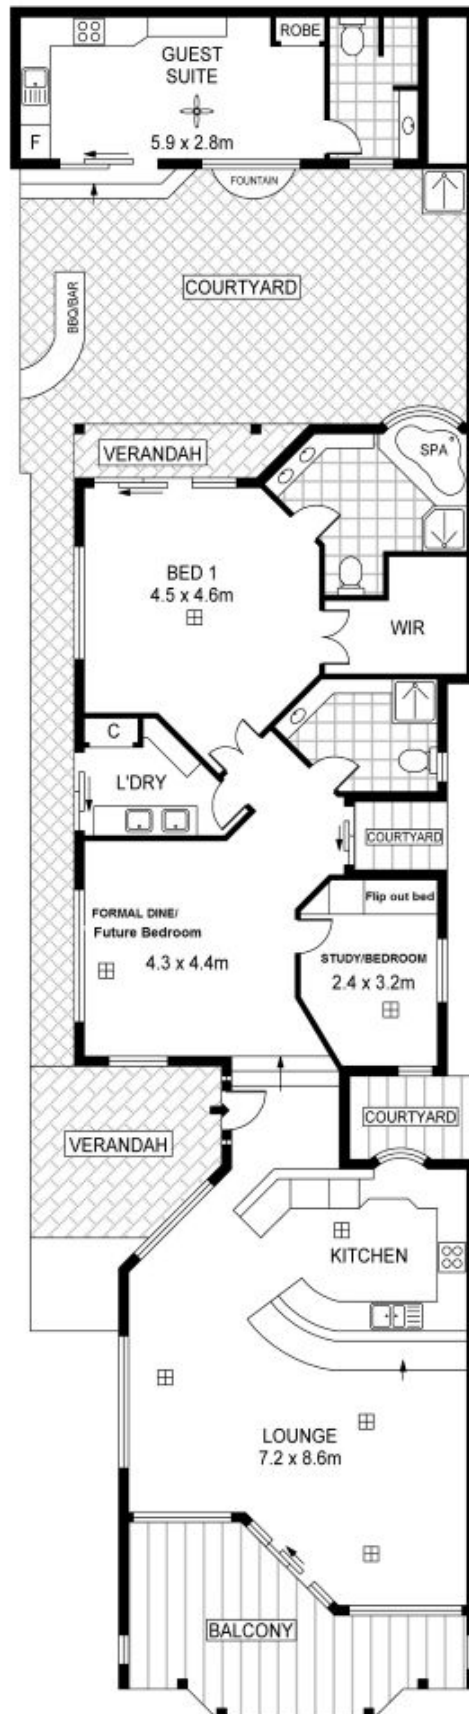 ROBE
GUEST
SUITE
F
5.9 x 2.8m
FOUNTAIN
COURTYARD
BBQ/BAR
VERANDAH
SPA
BED 1
4.5 x 4.6m
WIR
C
L'DRY
COURTYARD
Flip out bed
FORMAL DINE/
Future Bedroom
4.3 x 4.4m
STUDY/BEDROOM
2.4 x 3.2m
COURTYARD
VERANDAH
KITCHEN
LOUNGE
7.2 x 8.6m
BALCONY